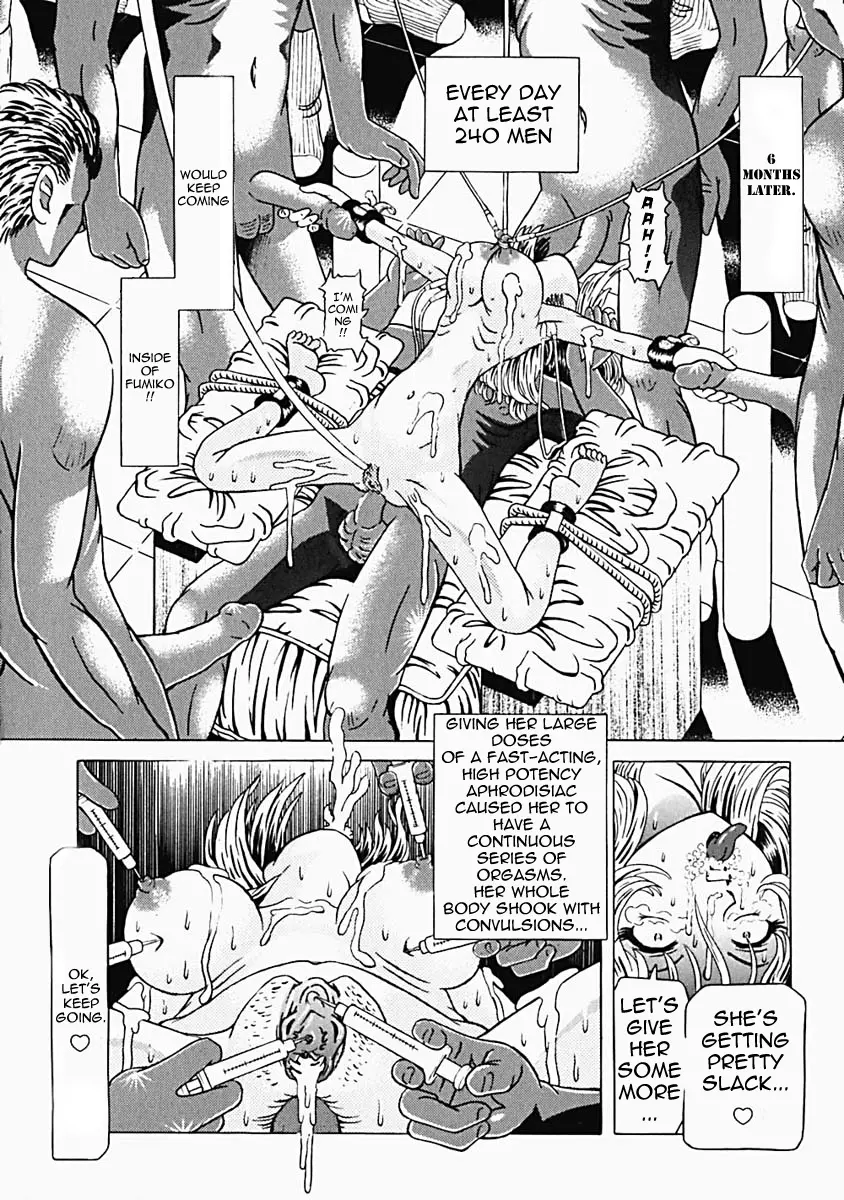 6
MONTHS
LATER.
EVERY DAY
AT LEAST
240 MEN
WOULD
KEEP
COMING
INSIDE
OF FUMIKO
!!
AAH!!
I'M
COMI
NG
!!
GIVING HER LARGE
DOSES
OF A FAST-ACTING,
HIGH POTENCY
APHRODISIAC
CAUSED HER TO
HAVE A
CONTINUOUS
SERIES OF
ORGASMS.
HER WHOLE
BODY SHOOK WITH
CONVULSIONS...
SHE'S
GETTING
PRETTY
SLACK...
♡
LET'S
GIVE
HER
SOME
MORE
...
OK,
LET'S
KEEP
GOING.
♡